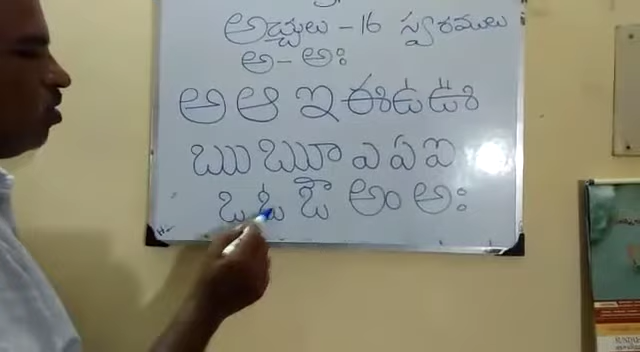 అచ్చులు - 16 స్వరములు
అ - అః
అ ఆ ఇ ఈ ఉ ఊ
ఋ ౠ ఎ ఏ ఐ
ఒ ఓ ఔ అం అః